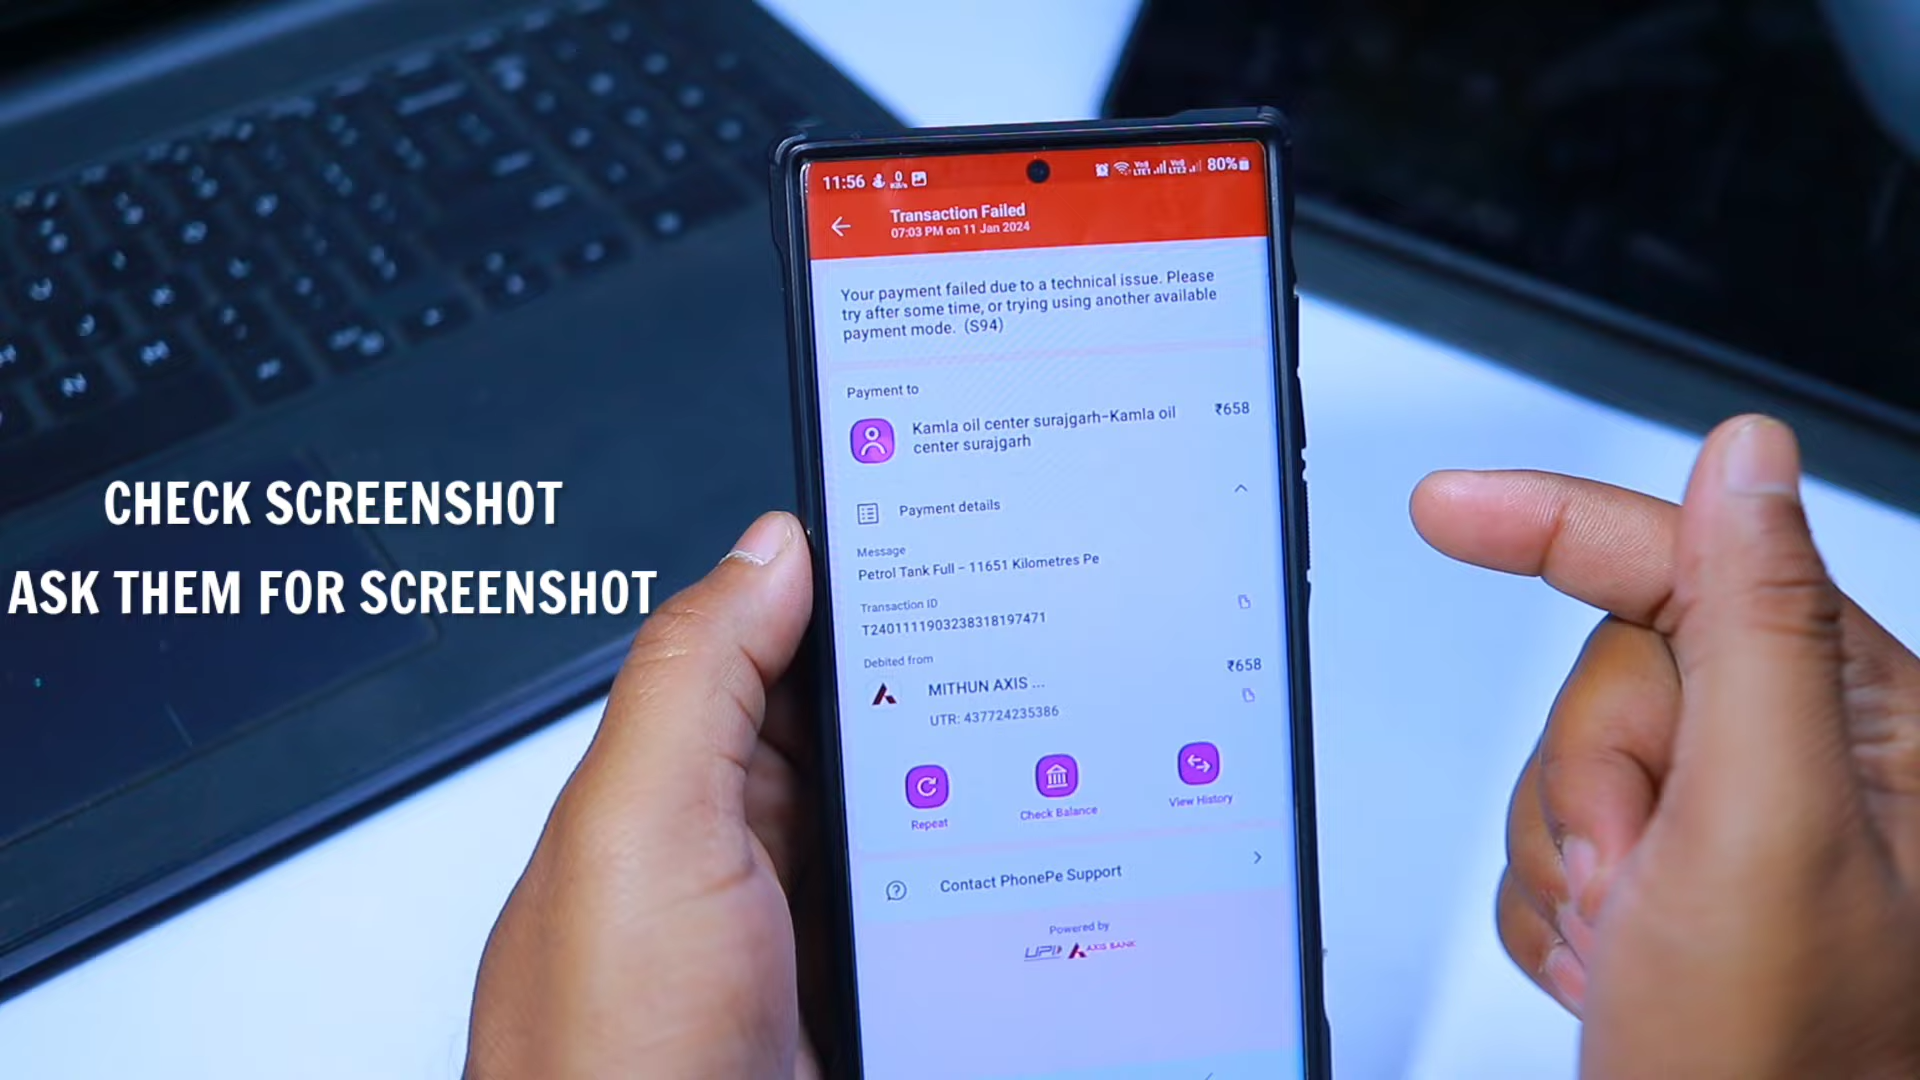 11:56
80%
Transaction Failed
07:03 PM on 11 Jan 2024
Your payment failed due to a technical issue. Please
try after some time, or trying using another available
payment mode. (S94)
Payment to
Kamla oil center surajgarh-Kamla oil
center surajgarh
₹658
Payment details
Message
Petrol Tank Full - 11651 Kilometres Pe
Transaction ID
T2401111903238318197471
Debited from
MITHUN AXIS ...
₹658
UTR: 437724235386
Repeat
Check Balance
View History
Contact PhonePe Support
Powered by
UPI AXIS BANK
CHECK SCREENSHOT
ASK THEM FOR SCREENSHOT